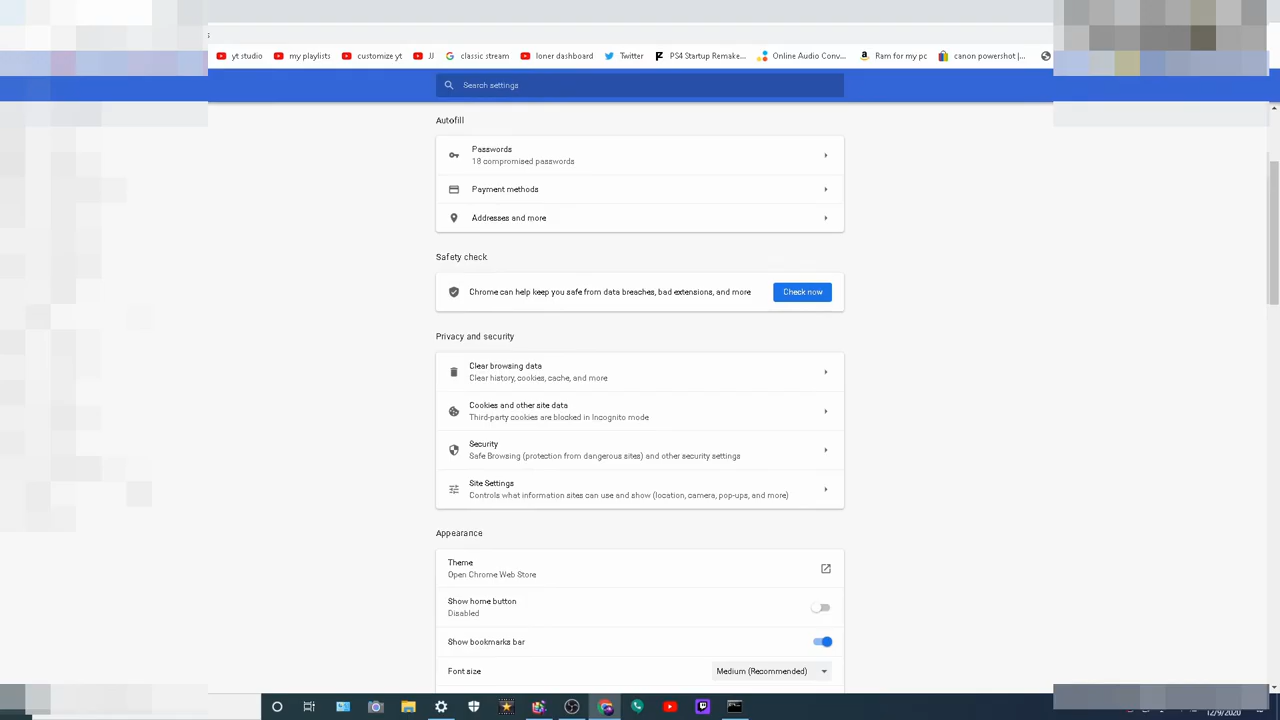 yt studio my playlists customize yt JJ classic stream loner dashboard Twitter PS4 Startup Remake... Online Audio Conv... Ram for my pc canon powershot |...
Search settings
Autofill
Passwords
18 compromised passwords
Payment methods
Addresses and more
Safety check
Chrome can help keep you safe from data breaches, bad extensions, and more
Check now
Privacy and security
Clear browsing data
Clear history, cookies, cache, and more
Cookies and other site data
Third-party cookies are blocked in Incognito mode
Security
Safe Browsing (protection from dangerous sites) and other security settings
Site Settings
Controls what information sites can use and show (location, camera, pop-ups, and more)
Appearance
Theme
Open Chrome Web Store
Show home button
Disabled
Show bookmarks bar
Font size
Medium (Recommended)
12/9/2020